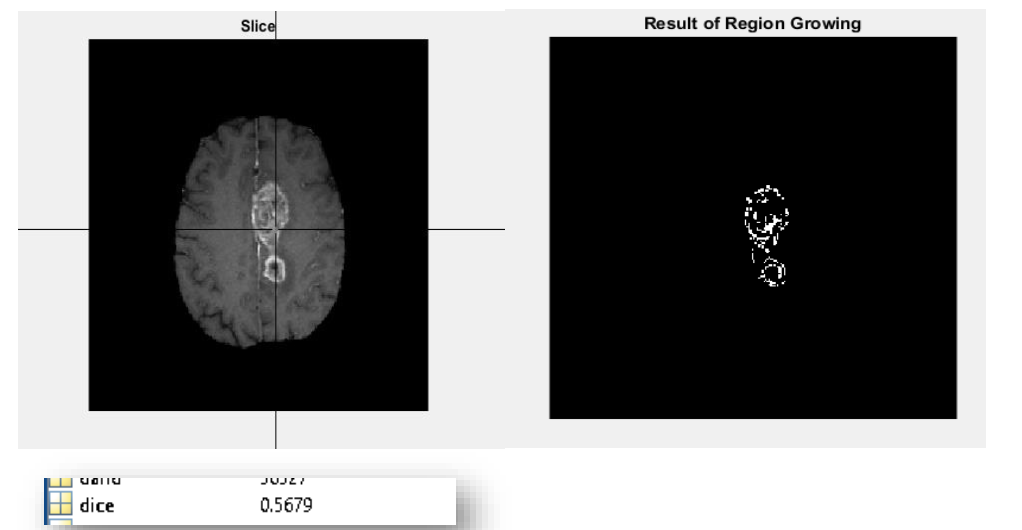 Slice
Result of Region Growing
dice 0.5679